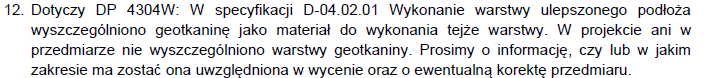 12. Dotyczy DP 4304W: W specyfikacji D-04.02.01 Wykonanie warstwy ulepszonego podłoża
wyszczególniono geotkaninę jako materiał do wykonania tejże warstwy. W projekcie ani w
przedmiarze nie wyszczególniono warstwy geotkaniny. Prosimy o informację, czy lub w jakim
zakresie ma zostać ona uwzględniona w wycenie oraz o ewentualną korektę przedmiaru.